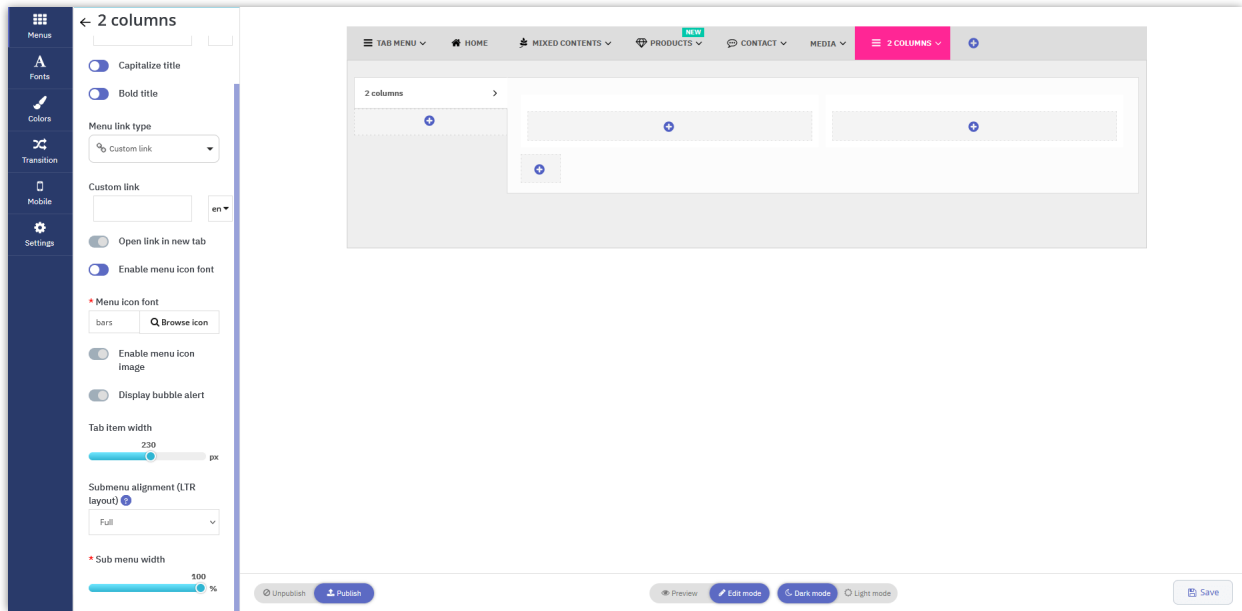 Menus
Fonts
Colors
Transition
Mobile
Settings
2 columns
Capitalize title
Bold title
Menu link type
Custom link
Custom link
en
Open link in new tab
Enable menu icon font
* Menu icon font
bars
Browse icon
Enable menu icon
image
Display bubble alert
Tab item width
230
px
Submenu alignment (LTR
layout) ?
Full
* Sub menu width
100
%
TAB MENU
HOME
MIXED CONTENTS
NEW
PRODUCTS
CONTACT
MEDIA
2 COLUMNS
2 columns
Unpublish
Publish
Preview
Edit mode
Dark mode
Light mode
Save